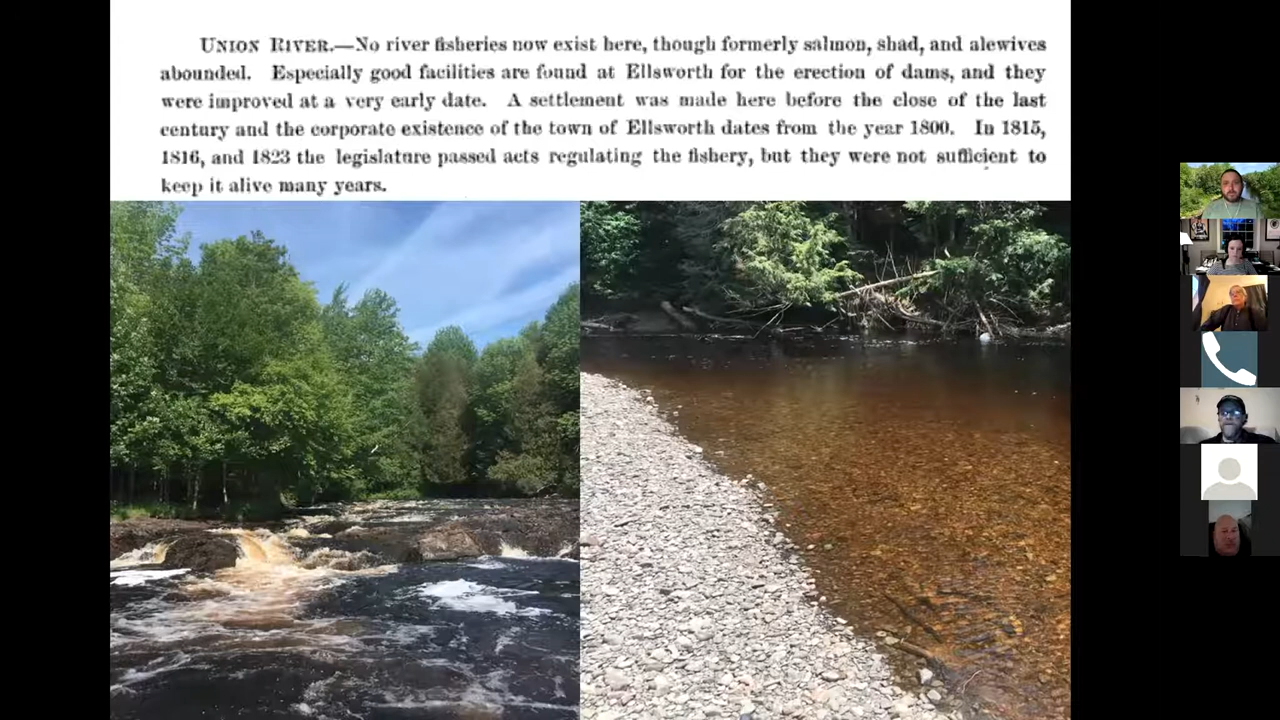 UNION RIVER.—No river fisheries now exist here, though formerly salmon, shad, and alewives
abounded. Especially good facilities are found at Ellsworth for the erection of dams, and they
were improved at a very early date. A settlement was made here before the close of the last
century and the corporate existence of the town of Ellsworth dates from the year 1800. In 1815,
1816, and 1823 the legislature passed acts regulating the fishery, but they were not sufficient to
keep it alive many years.